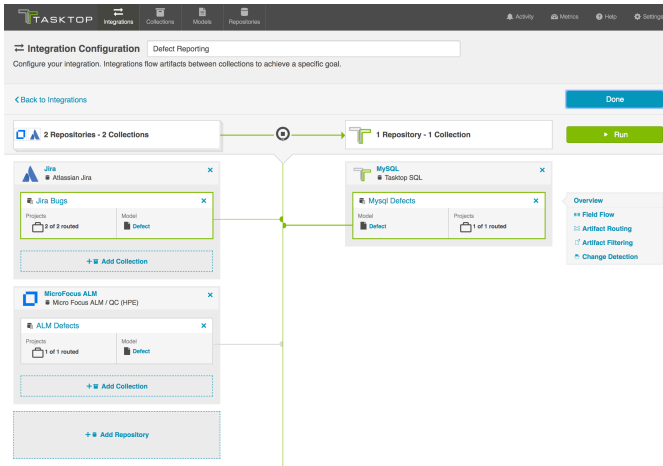 TASKTOP
Integrations
Collections
Models
Repositories
Activity
Metrics
Help
Settings
Integration Configuration
Defect Reporting
Configure your integration. Integrations flow artifacts between collections to achieve a specific goal.
Back to Integrations
Done
2 Repositories - 2 Collections
1 Repository - 1 Collection
Run
Jira
Atlassian Jira
Jira Bugs
Projects
2 of 2 routed
Model
Defect
+ Add Collection
MicroFocus ALM
Micro Focus ALM / QC (HPE)
ALM Defects
Projects
1 of 1 routed
Model
Defect
+ Add Collection
+ Add Repository
MySQL
Tasktop SQL
Mysql Defects
Model
Defect
Projects
1 of 1 routed
Overview
Field Flow
Artifact Routing
Artifact Filtering
Change Detection